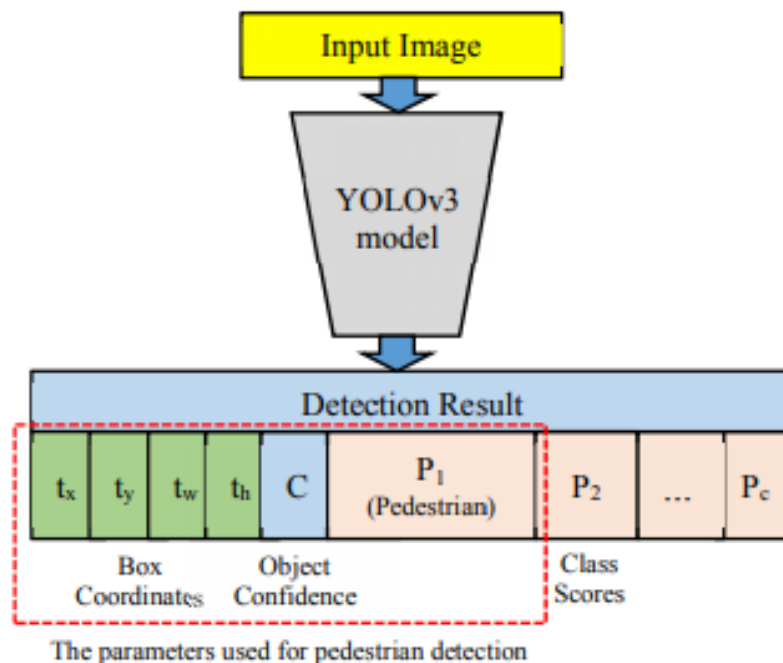 Input Image
YOLOv3
model
Detection Result
tx ty tw th C P1 P2 ... Pc
(Pedestrian)
Box Object Class
Coordinates Confidence Scores
The parameters used for pedestrian detection